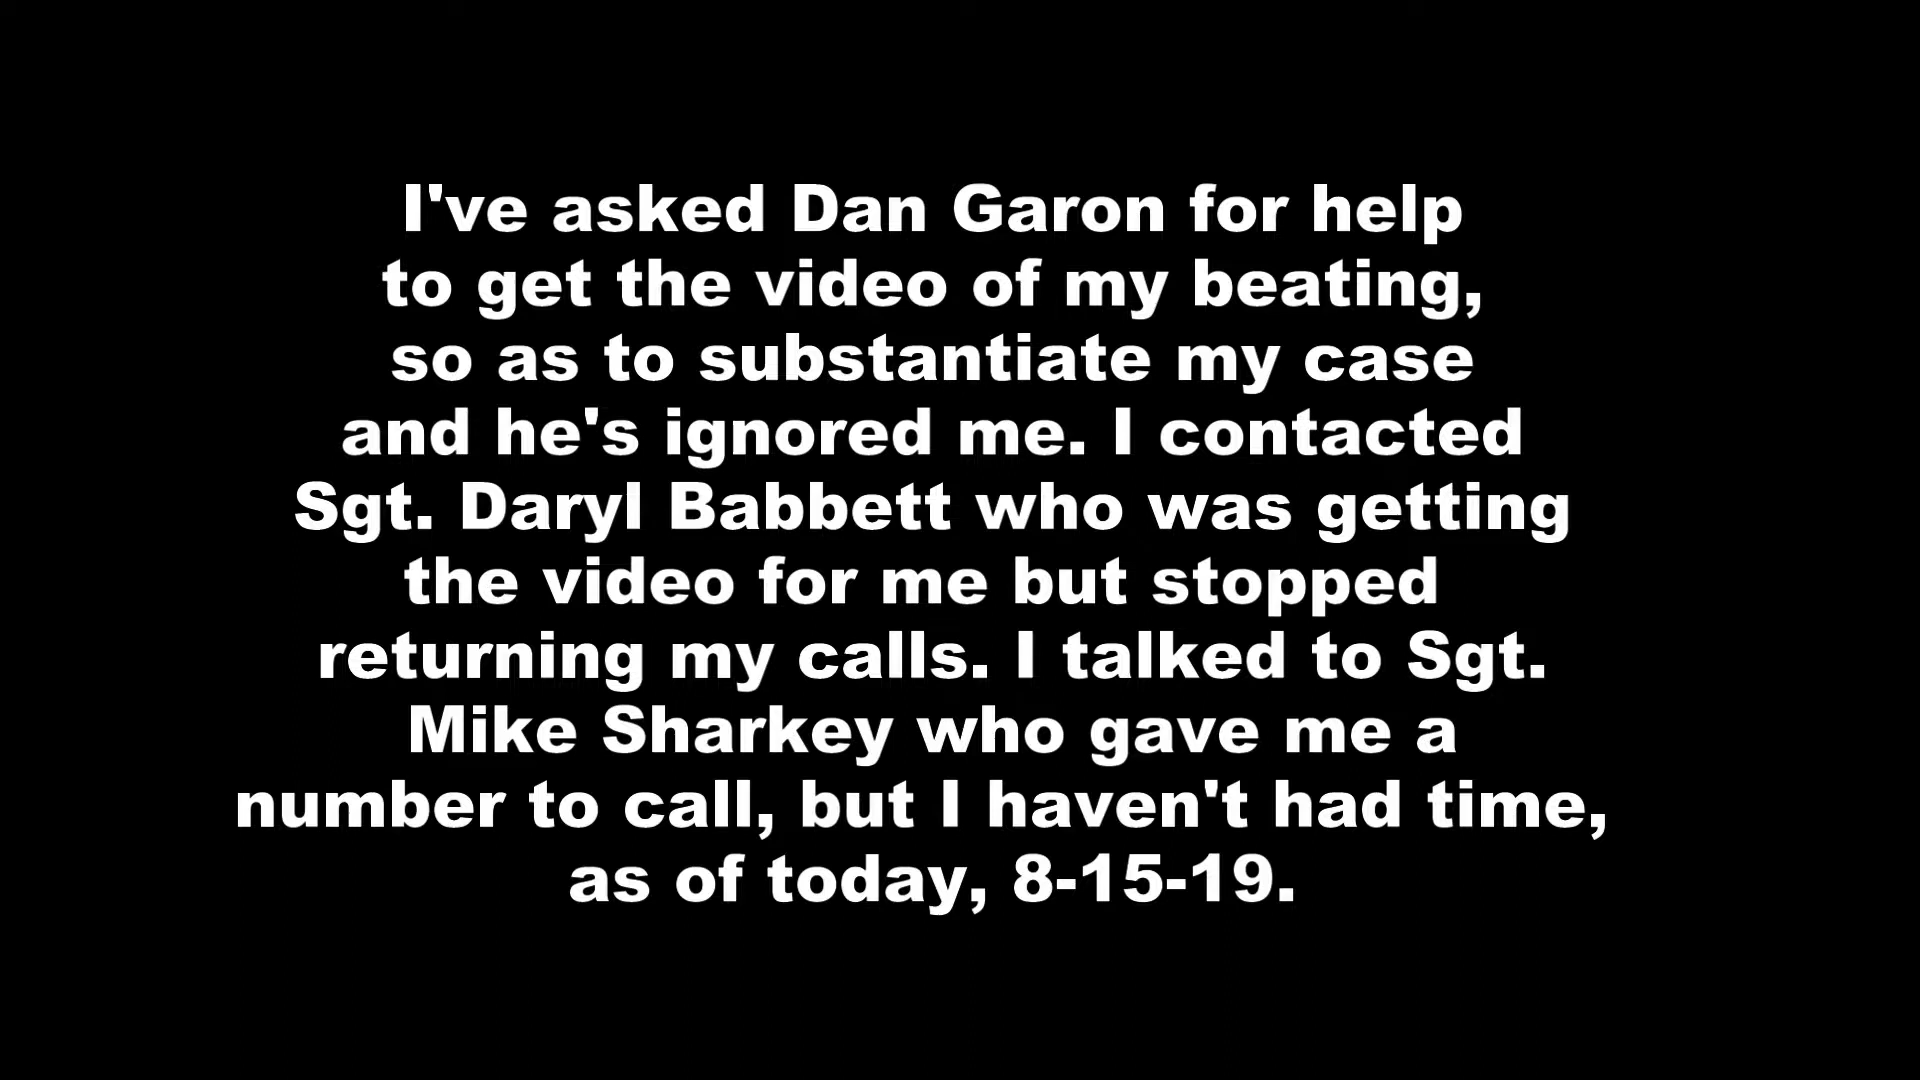 I've asked Dan Garon for help
to get the video of my beating,
so as to substantiate my case
and he's ignored me. I contacted
Sgt. Daryl Babbett who was getting
the video for me but stopped
returning my calls. I talked to Sgt.
Mike Sharkey who gave me a
number to call, but I haven't had time,
as of today, 8-15-19.